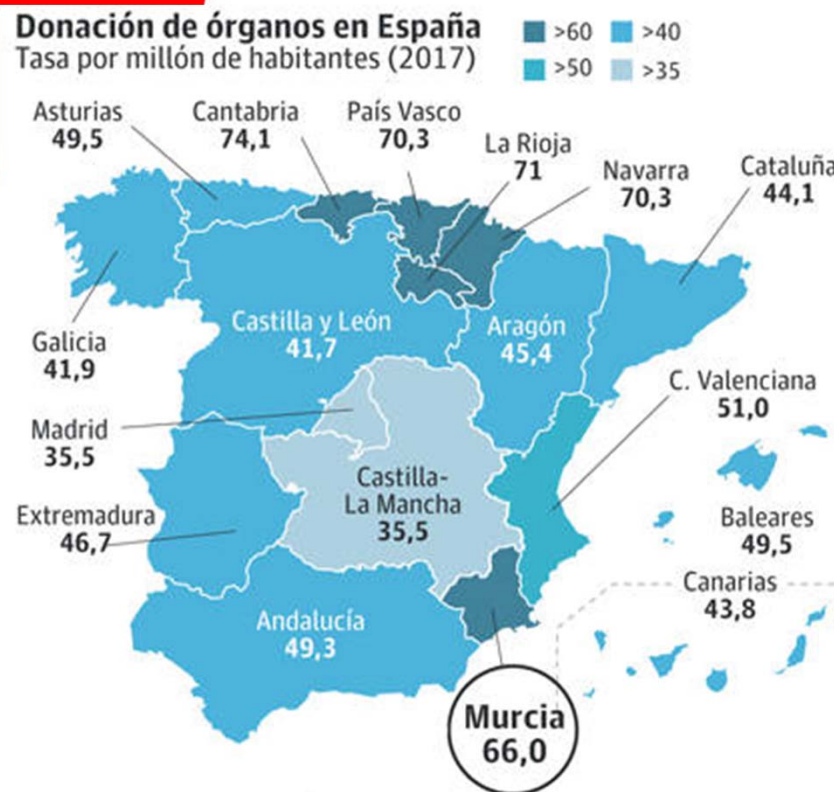 Donación de órganos en España
Tasa por millón de habitantes (2017)
>60 >40
>50 >35
Asturias
49,5
Cantabria
74,1
País Vasco
70,3
La Rioja
71
Navarra
70,3
Cataluña
44,1
Galicia
41,9
Castilla y León
41,7
Aragón
45,4
C. Valenciana
51,0
Madrid
35,5
Castilla-
La Mancha
35,5
Extremadura
46,7
Baleares
49,5
Canarias
43,8
Andalucía
49,3
Murcia
66,0